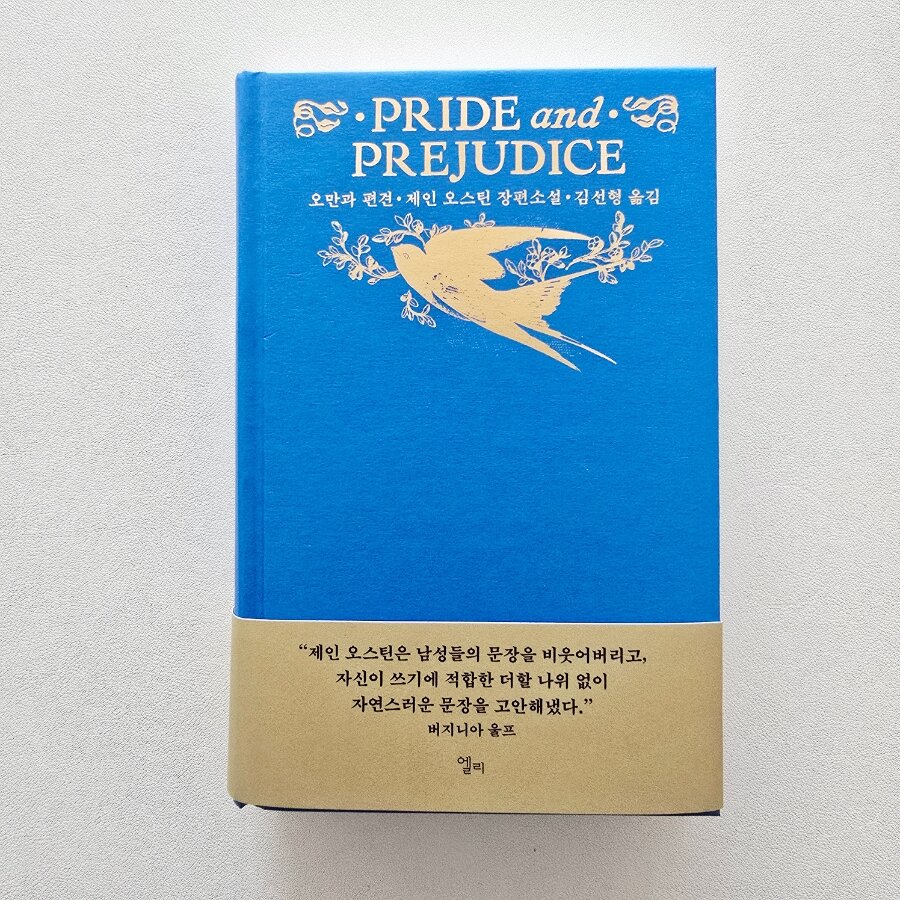 · PRIDE and ·
PREJUDICE
오만과 편견 · 제인 오스틴 장편소설 · 김선형 옮김
“제인 오스틴은 남성들의 문장을 비웃어버리고,
자신이 쓰기에 적합한 더할 나위 없이
자연스러운 문장을 고안해냈다.”
버지니아 울프
엘리